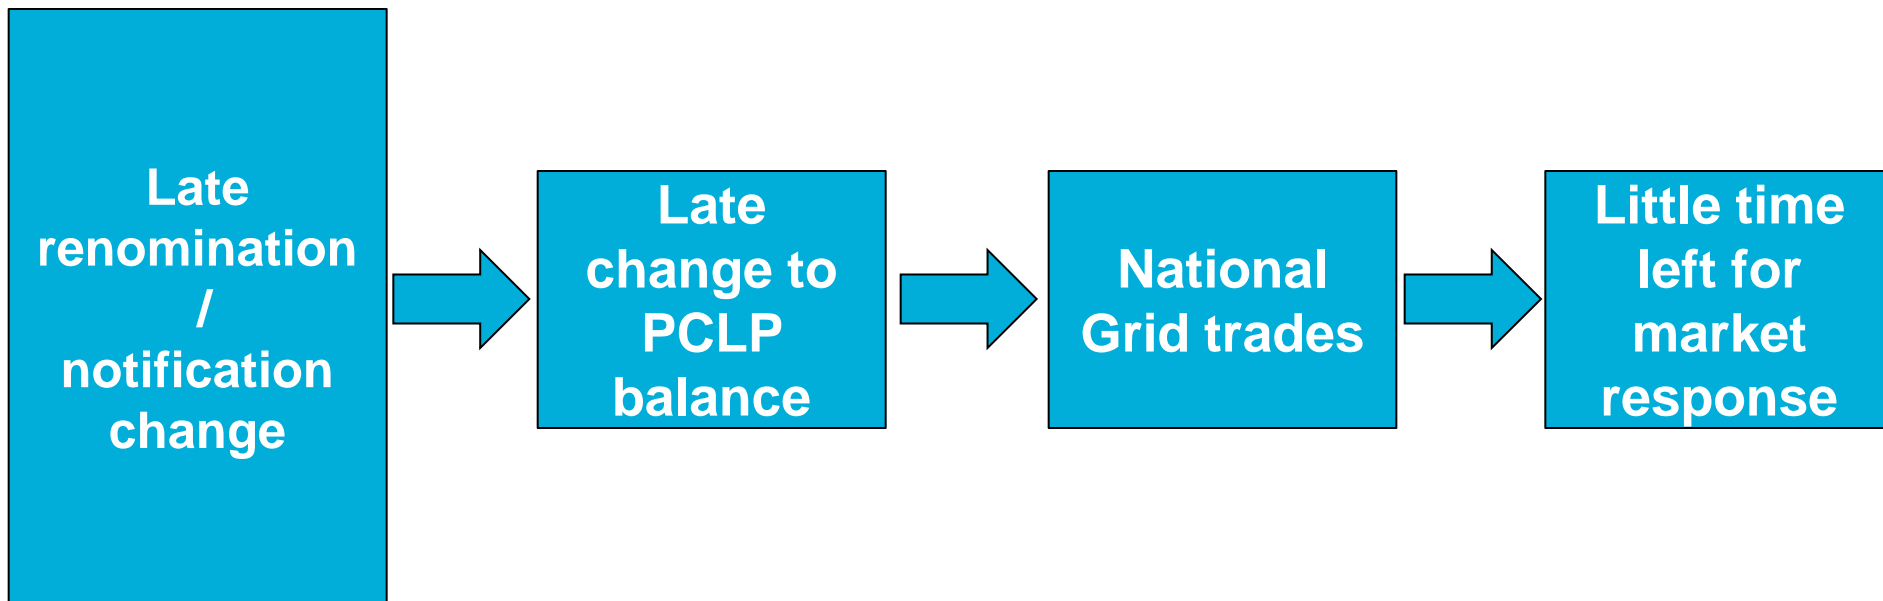 Late
renomination
/
notification
change
Late
change to
PCLP
balance
National
Grid trades
Little time
left for
market
response